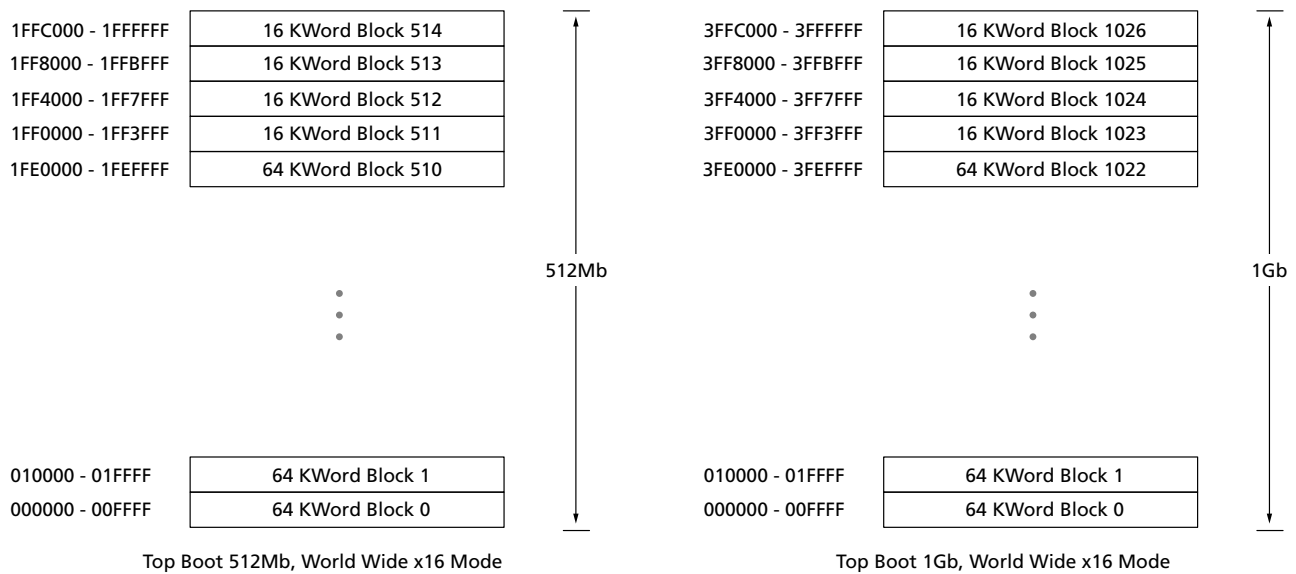 1FFC000 - 1FFFFFF 16 KWord Block 514
1FF8000 - 1FFBFFF 16 KWord Block 513
1FF4000 - 1FF7FFF 16 KWord Block 512
1FF0000 - 1FF3FFF 16 KWord Block 511
1FE0000 - 1FEFFFF 64 KWord Block 510
512Mb
010000 - 01FFFF 64 KWord Block 1
000000 - 00FFFF 64 KWord Block 0
Top Boot 512Mb, World Wide x16 Mode
3FFC000 - 3FFFFFF 16 KWord Block 1026
3FF8000 - 3FFBFFF 16 KWord Block 1025
3FF4000 - 3FF7FFF 16 KWord Block 1024
3FF0000 - 3FF3FFF 16 KWord Block 1023
3FE0000 - 3FEFFFF 64 KWord Block 1022
1Gb
010000 - 01FFFF 64 KWord Block 1
000000 - 00FFFF 64 KWord Block 0
Top Boot 1Gb, World Wide x16 Mode